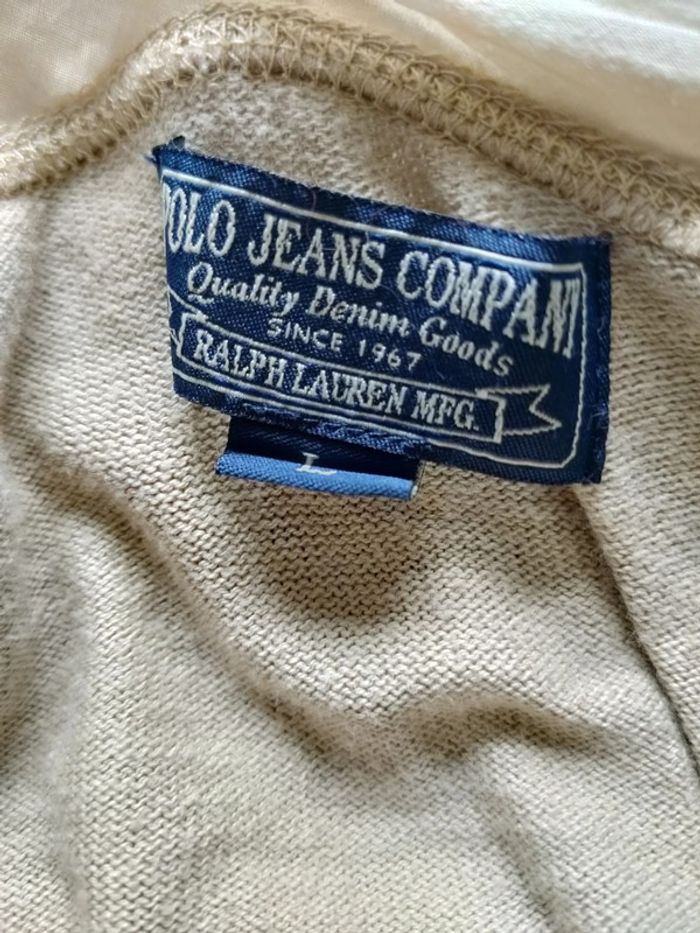 POLO JEANS COMPANY
Quality Denim Goods
SINCE 1967
RALPH LAUREN MFG.
L